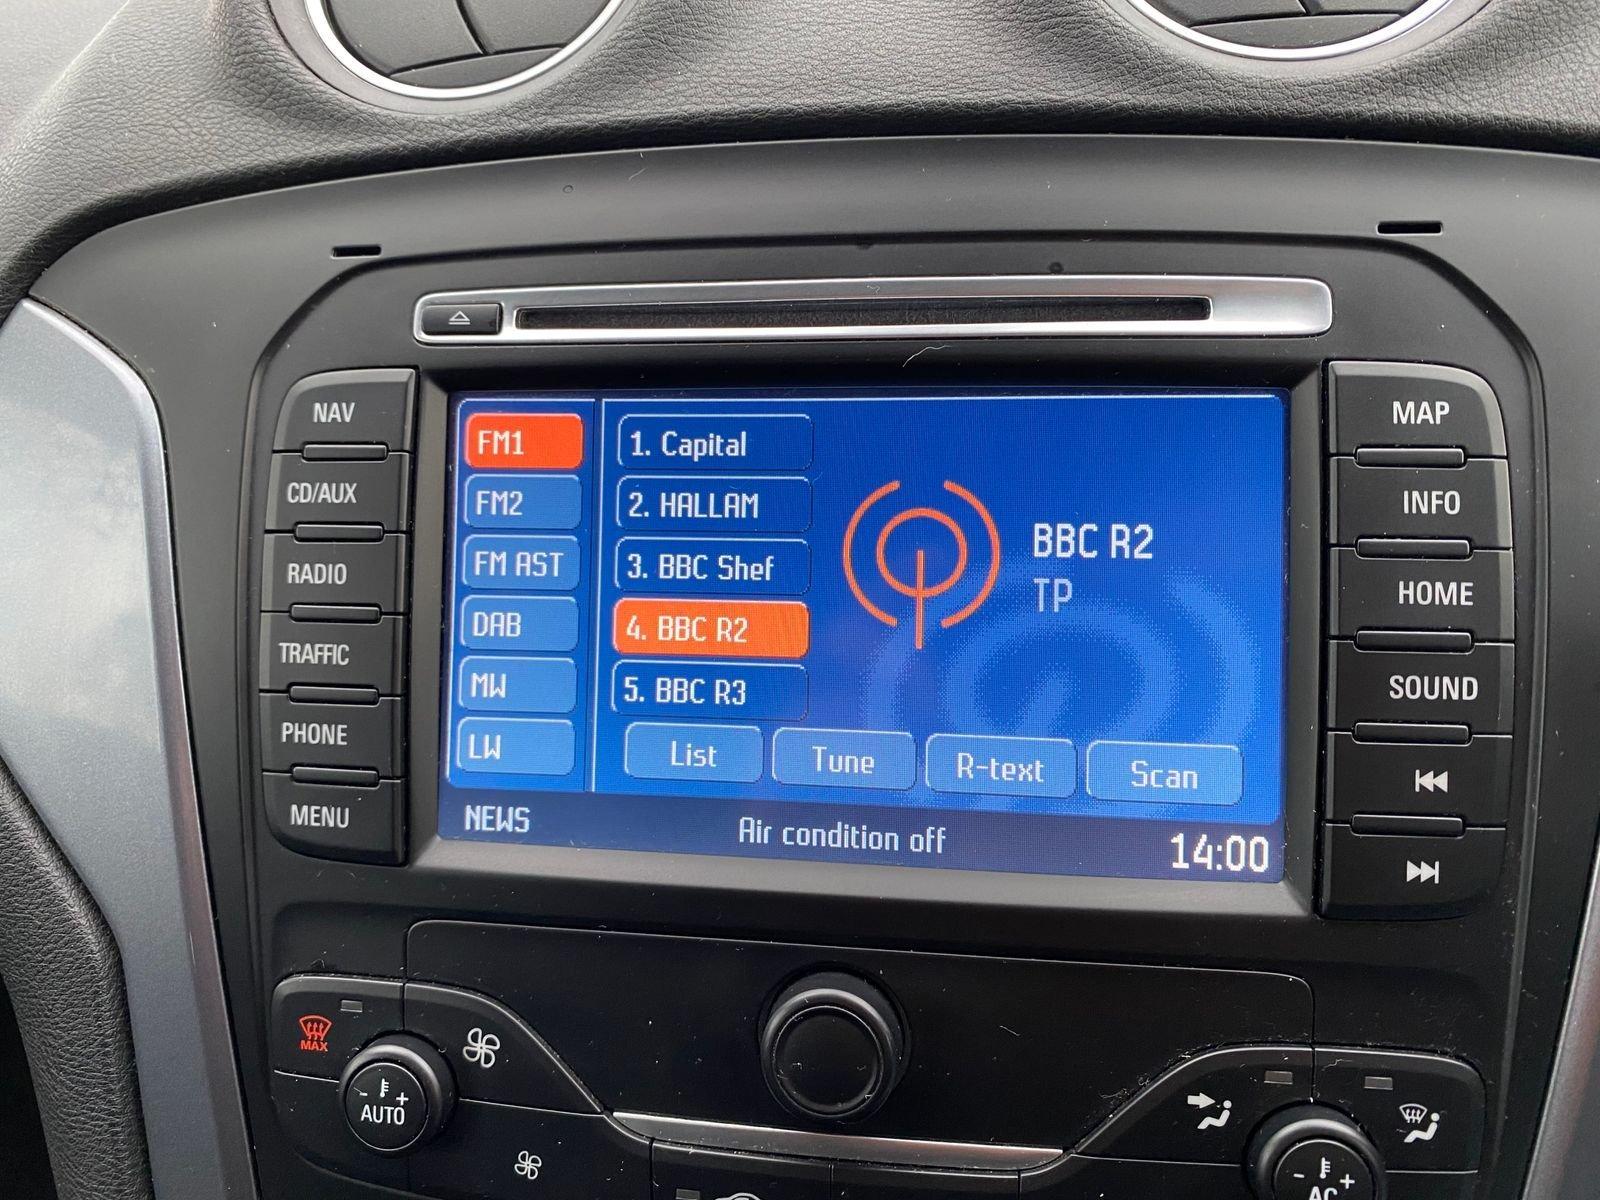 NAV
CD/AUX
RADIO
TRAFFIC
PHONE
MENU
FM1
FM2
FM AST
DAB
MW
LW
1. Capital
2. HALLAM
3. BBC Shef
4. BBC R2
5. BBC R3
BBC R2
TP
List Tune R-text Scan
NEWS Air condition off 14:00
MAP
INFO
HOME
SOUND
MAX
- +
AUTO
- +
AC